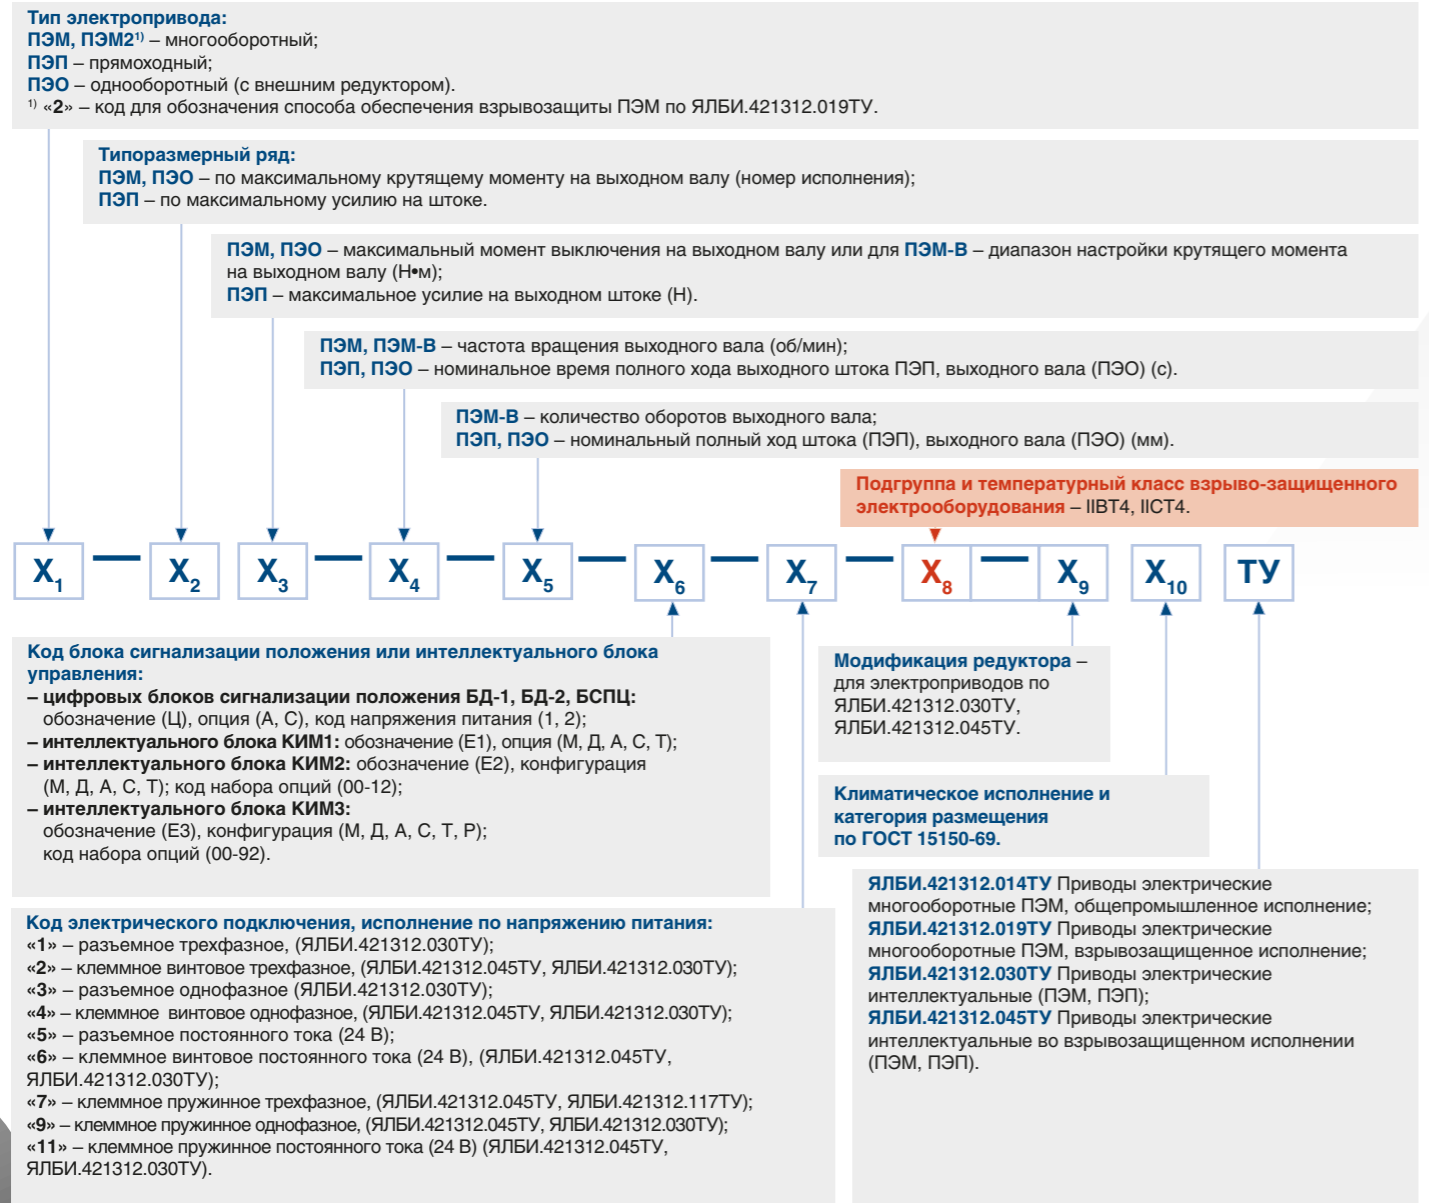 Тип электропривода:
ПЭМ, ПЭМ2¹⁾ – многооборотный;
ПЭП – прямоходный;
ПЭО – однооборотный (с внешним редуктором).
¹⁾ «2» – код для обозначения способа обеспечения взрывозащиты ПЭМ по ЯЛБИ.421312.019ТУ.
Типоразмерный ряд:
ПЭМ, ПЭО – по максимальному крутящему моменту на выходном валу (номер исполнения);
ПЭП – по максимальному усилию на штоке.
ПЭМ, ПЭО – максимальный момент выключения на выходном валу или для ПЭМ-В – диапазон настройки крутящего момента
на выходном валу (Н•м);
ПЭП – максимальное усилие на выходном штоке (Н).
ПЭМ, ПЭМ-В – частота вращения выходного вала (об/мин);
ПЭП, ПЭО – номинальное время полного хода выходного штока ПЭП, выходного вала (ПЭО) (с).
ПЭМ-В – количество оборотов выходного вала;
ПЭП, ПЭО – номинальный полный ход штока (ПЭП), выходного вала (ПЭО) (мм).
Подгруппа и температурный класс взрыво-защищенного
электрооборудования – IIBT4, IICT4.
X₁ — X₂ X₃ — X₄ — X₅ — X₆ — X₇ — X₈ — X₉ X₁₀ ТУ
Код блока сигнализации положения или интеллектуального блока
управления:
– цифровых блоков сигнализации положения БД-1, БД-2, БСПЦ:
обозначение (Ц), опция (А, С), код напряжения питания (1, 2);
– интеллектуального блока КИМ1: обозначение (Е1), опция (М, Д, А, С, Т);
– интеллектуального блока КИМ2: обозначение (Е2), конфигурация
(М, Д, А, С, Т); код набора опций (00-12);
– интеллектуального блока КИМ3:
обозначение (Е3), конфигурация (М, Д, А, С, Т, Р);
код набора опций (00-92).
Модификация редуктора –
для электроприводов по
ЯЛБИ.421312.030ТУ,
ЯЛБИ.421312.045ТУ.
Климатическое исполнение и
категория размещения
по ГОСТ 15150-69.
Код электрического подключения, исполнение по напряжению питания:
«1» – разъемное трехфазное, (ЯЛБИ.421312.030ТУ);
«2» – клеммное винтовое трехфазное, (ЯЛБИ.421312.045ТУ, ЯЛБИ.421312.030ТУ);
«3» – разъемное однофазное (ЯЛБИ.421312.030ТУ);
«4» – клеммное винтовое однофазное, (ЯЛБИ.421312.045ТУ, ЯЛБИ.421312.030ТУ);
«5» – разъемное постоянного тока (24 В);
«6» – клеммное винтовое постоянного тока (24 В), (ЯЛБИ.421312.045ТУ,
ЯЛБИ.421312.030ТУ);
«7» – клеммное пружинное трехфазное, (ЯЛБИ.421312.045ТУ, ЯЛБИ.421312.117ТУ);
«9» – клеммное пружинное однофазное, (ЯЛБИ.421312.045ТУ, ЯЛБИ.421312.030ТУ);
«11» – клеммное пружинное постоянного тока (24 В) (ЯЛБИ.421312.045ТУ,
ЯЛБИ.421312.030ТУ).
ЯЛБИ.421312.014ТУ Приводы электрические
многооборотные ПЭМ, общепромышленное исполнение;
ЯЛБИ.421312.019ТУ Приводы электрические
многооборотные ПЭМ, взрывозащищенное исполнение;
ЯЛБИ.421312.030ТУ Приводы электрические
интеллектуальные (ПЭМ, ПЭП);
ЯЛБИ.421312.045ТУ Приводы электрические
интеллектуальные во взрывозащищенном исполнении
(ПЭМ, ПЭП).